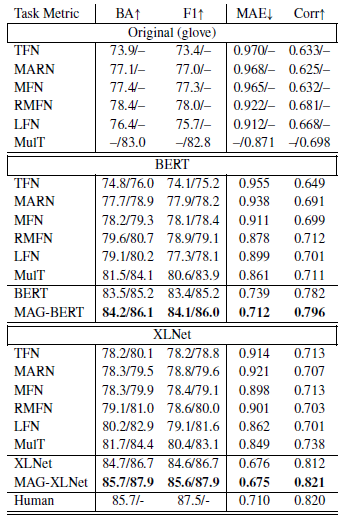 Task Metric BA↑ F1↑ MAE↓ Corr↑
Original (glove)
TFN 73.9/– 73.4/– 0.970/– 0.633/–
MARN 77.1/– 77.0/– 0.968/– 0.625/–
MFN 77.4/– 77.3/– 0.965/– 0.632/–
RMFN 78.4/– 78.0/– 0.922/– 0.681/–
LFN 76.4/– 75.7/– 0.912/– 0.668/–
MulT –/83.0 –/82.8 –/0.871 –/0.698
BERT
TFN 74.8/76.0 74.1/75.2 0.955 0.649
MARN 77.7/78.9 77.9/78.2 0.938 0.691
MFN 78.2/79.3 78.1/78.4 0.911 0.699
RMFN 79.6/80.7 78.9/79.1 0.878 0.712
LFN 79.1/80.2 77.3/78.1 0.899 0.701
MulT 81.5/84.1 80.6/83.9 0.861 0.711
BERT 83.5/85.2 83.4/85.2 0.739 0.782
MAG-BERT 84.2/86.1 84.1/86.0 0.712 0.796
XLNet
TFN 78.2/80.1 78.2/78.8 0.914 0.713
MARN 78.3/79.5 78.8/79.6 0.921 0.707
MFN 78.3/79.9 78.4/79.1 0.898 0.713
RMFN 79.1/81.0 78.6/80.0 0.901 0.703
LFN 80.2/82.9 79.1/81.6 0.862 0.701
MulT 81.7/84.4 80.4/83.1 0.849 0.738
XLNet 84.7/86.7 84.6/86.7 0.676 0.812
MAG-XLNet 85.7/87.9 85.6/87.9 0.675 0.821
Human 85.7/- 87.5/- 0.710 0.820